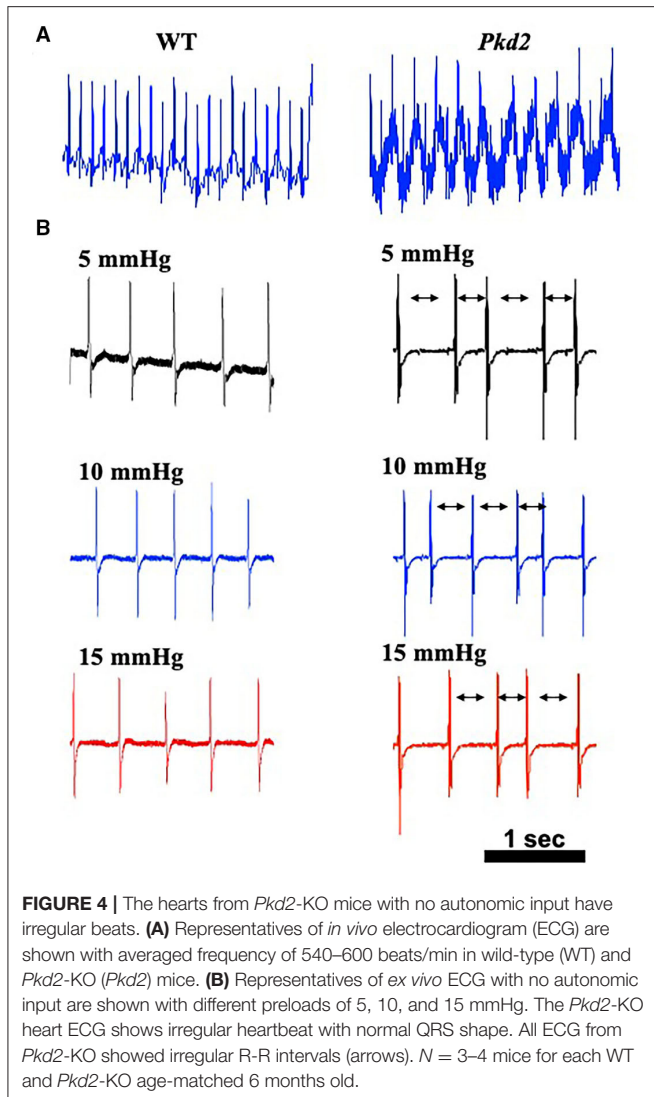 A
WT
Pkd2
B
5 mmHg
5 mmHg
10 mmHg
10 mmHg
15 mmHg
15 mmHg
1 sec
FIGURE 4 | The hearts from Pkd2-KO mice with no autonomic input have
irregular beats. (A) Representatives of in vivo electrocardiogram (ECG) are
shown with averaged frequency of 540–600 beats/min in wild-type (WT) and
Pkd2-KO (Pkd2) mice. (B) Representatives of ex vivo ECG with no autonomic
input are shown with different preloads of 5, 10, and 15 mmHg. The Pkd2-KO
heart ECG shows irregular heartbeat with normal QRS shape. All ECG from
Pkd2-KO showed irregular R-R intervals (arrows). N = 3–4 mice for each WT
and Pkd2-KO age-matched 6 months old.